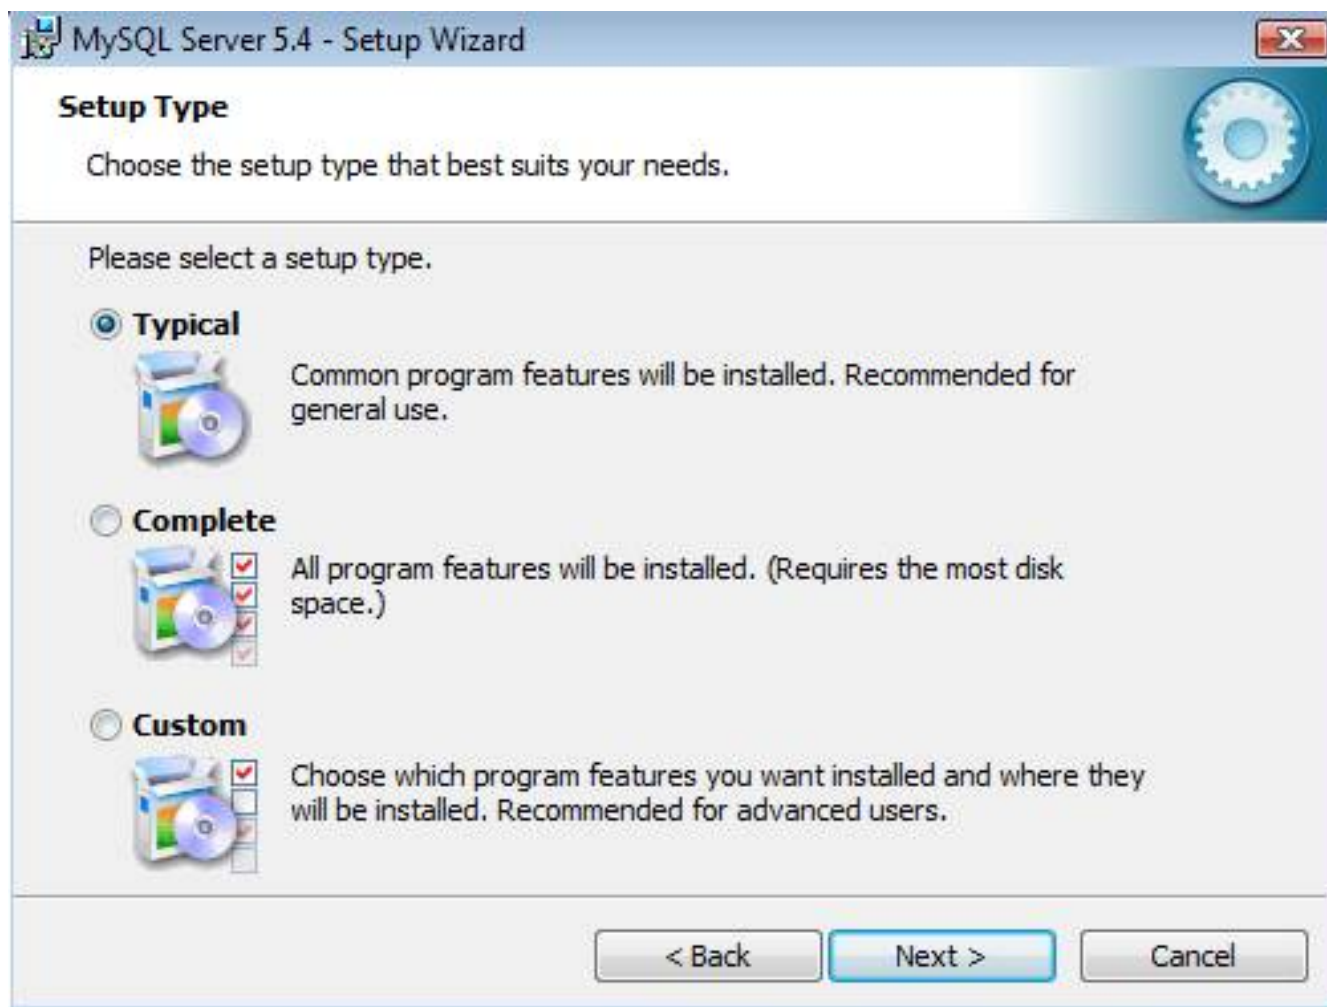 MySQL Server 5.4 - Setup Wizard
Setup Type
Choose the setup type that best suits your needs.
Please select a setup type.
Typical
Common program features will be installed. Recommended for
general use.
Complete
All program features will be installed. (Requires the most disk
space.)
Custom
Choose which program features you want installed and where they
will be installed. Recommended for advanced users.
< Back
Next >
Cancel